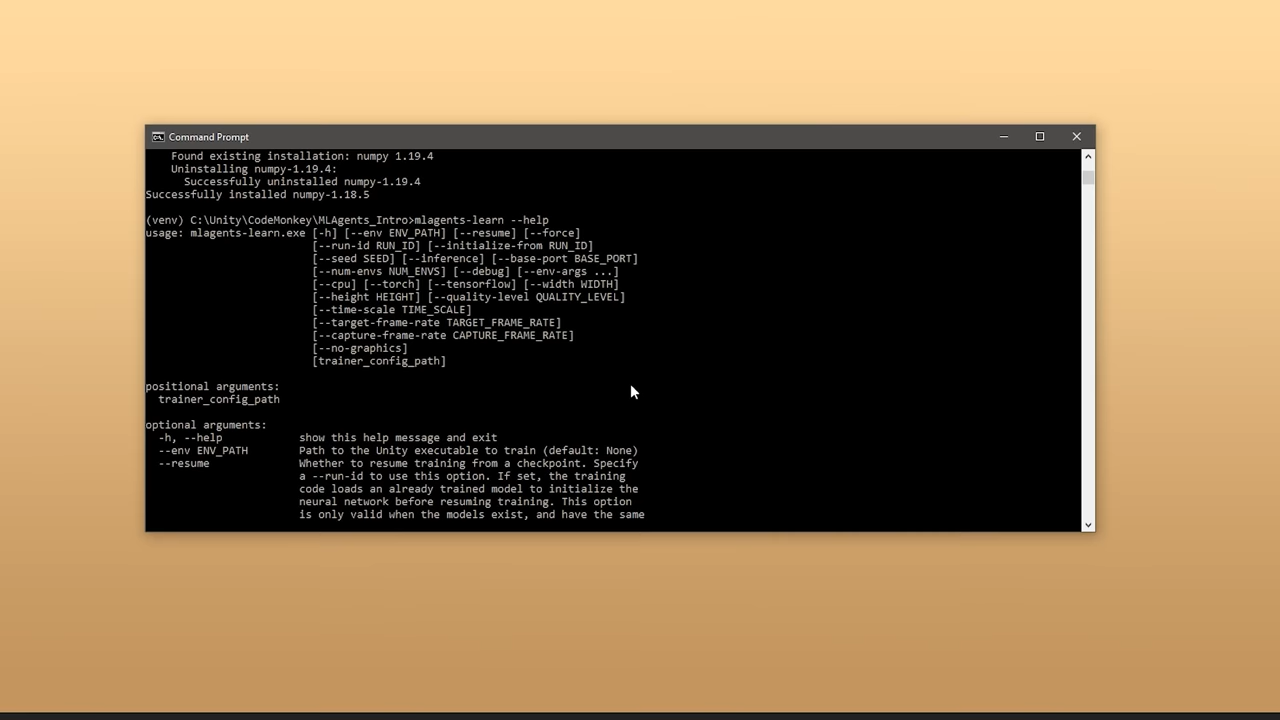 Command Prompt
Found existing installation: numpy 1.19.4
Uninstalling numpy-1.19.4:
Successfully uninstalled numpy-1.19.4
Successfully installed numpy-1.18.5
(venv) C:\Unity\CodeMonkey\MLAgents_Intro>mlagents-learn --help
usage: mlagents-learn.exe [-h] [--env ENV_PATH] [--resume] [--force]
[--run-id RUN_ID] [--initialize-from RUN_ID]
[--seed SEED] [--inference] [--base-port BASE_PORT]
[--num-envs NUM_ENVS] [--debug] [--env-args ...]
[--cpu] [--torch] [--tensorflow] [--width WIDTH]
[--height HEIGHT] [--quality-level QUALITY_LEVEL]
[--time-scale TIME_SCALE]
[--target-frame-rate TARGET_FRAME_RATE]
[--capture-frame-rate CAPTURE_FRAME_RATE]
[--no-graphics]
[trainer_config_path]
positional arguments:
trainer_config_path
optional arguments:
-h, --help show this help message and exit
--env ENV_PATH Path to the Unity executable to train (default: None)
--resume Whether to resume training from a checkpoint. Specify
a --run-id to use this option. If set, the training
code loads an already trained model to initialize the
neural network before resuming training. This option
is only valid when the models exist, and have the same